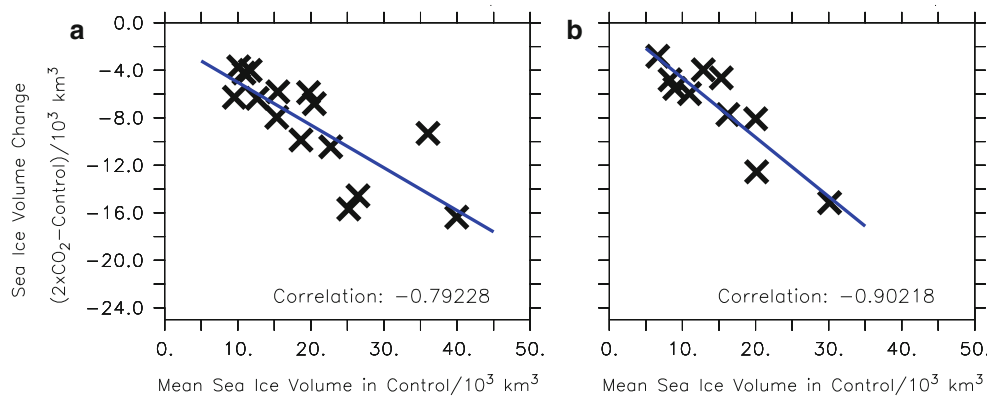 a
b
0.0
−4.0
−8.0
−12.0
−16.0
−20.0
−24.0
Sea Ice Volume Change
(2xCO₂−Control)/10³ km³
Correlation: −0.79228
Correlation: −0.90218
0. 10. 20. 30. 40. 50.
0. 10. 20. 30. 40. 50.
Mean Sea Ice Volume in Control/10³ km³
Mean Sea Ice Volume in Control/10³ km³